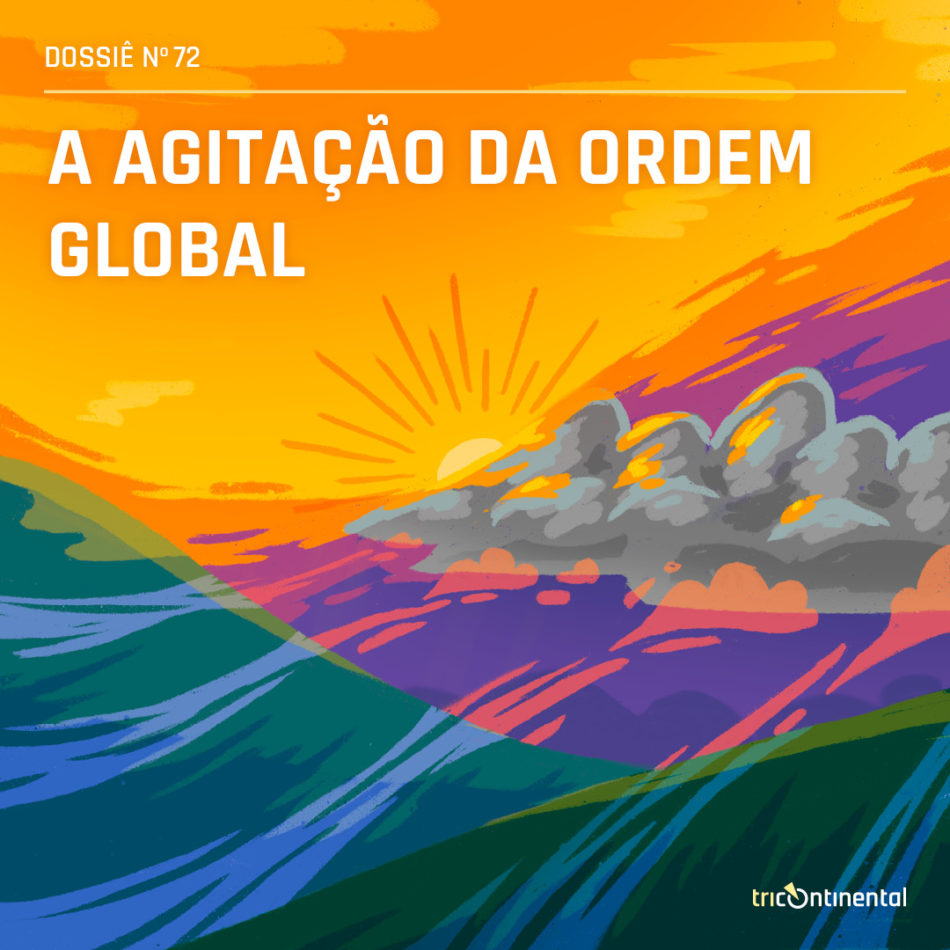 DOSSIÊ Nº 72
A AGITAÇÃO DA ORDEM
GLOBAL
tricontinental